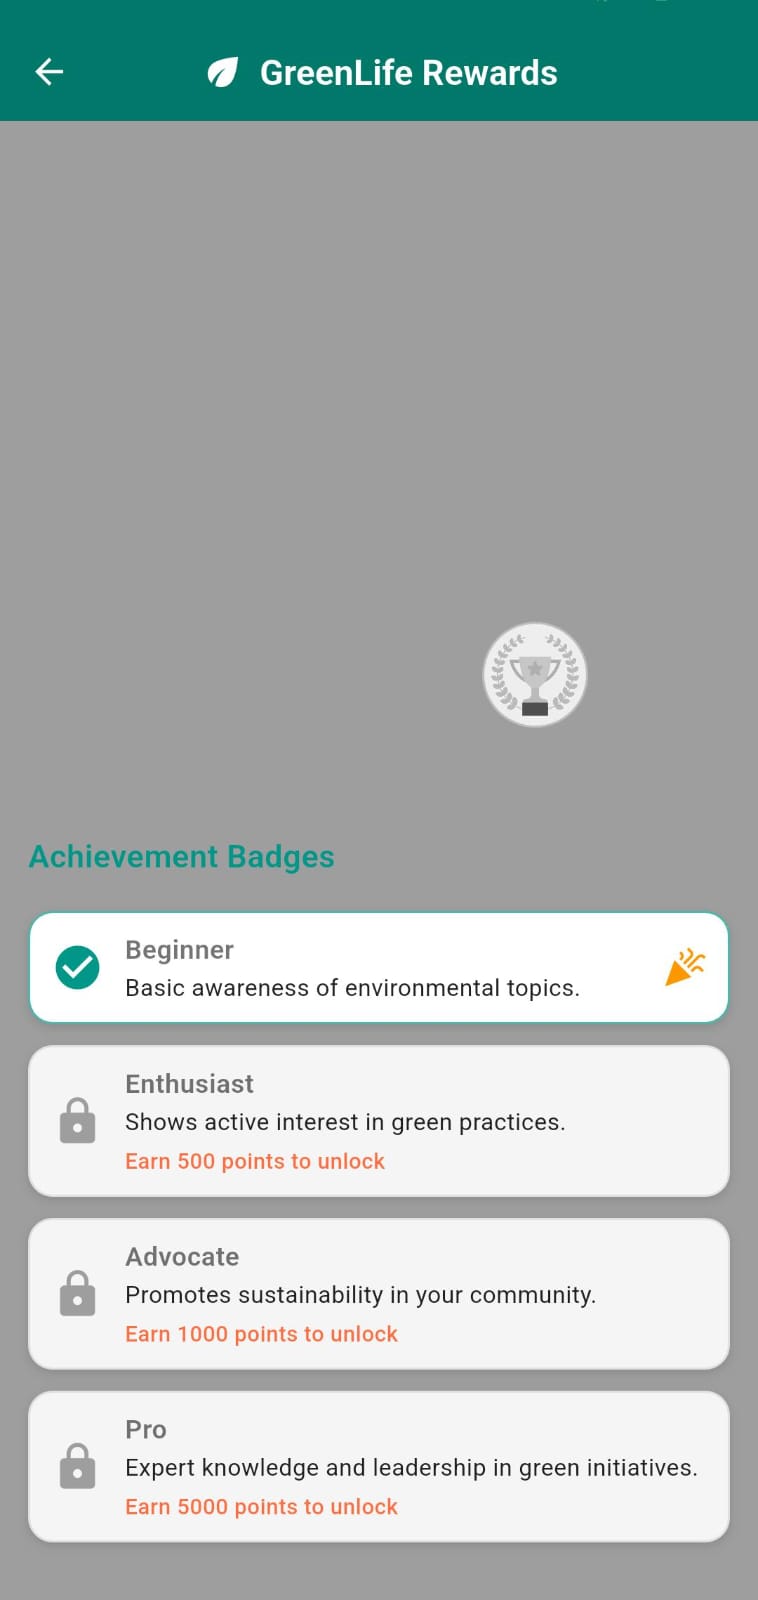 GreenLife Rewards
Achievement Badges
Beginner
Basic awareness of environmental topics.
Enthusiast
Shows active interest in green practices.
Earn 500 points to unlock
Advocate
Promotes sustainability in your community.
Earn 1000 points to unlock
Pro
Expert knowledge and leadership in green initiatives.
Earn 5000 points to unlock